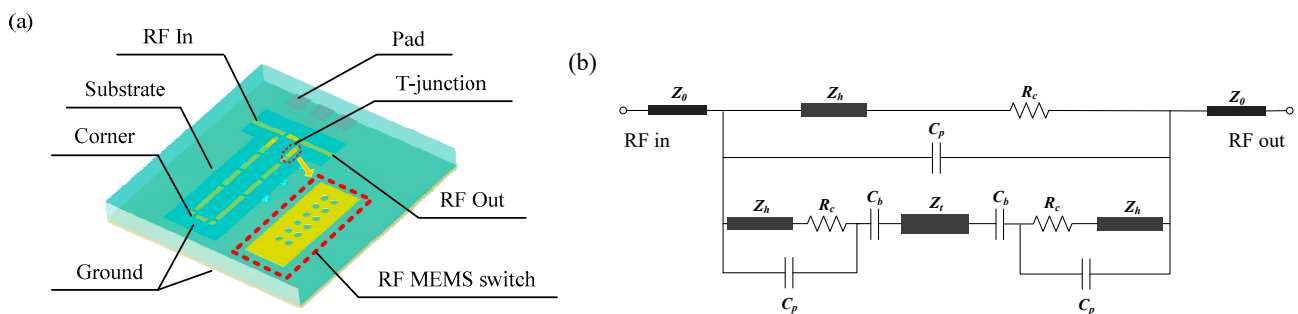 (a)
RF In
Pad
T-junction
Substrate
Corner
RF Out
Ground
RF MEMS switch
(b)
Z0
Zh
Rc
Z0
RF in
RF out
Cp
Zh
Rc
Cb
Zt
Cb
Rc
Zh
Cp
Cp